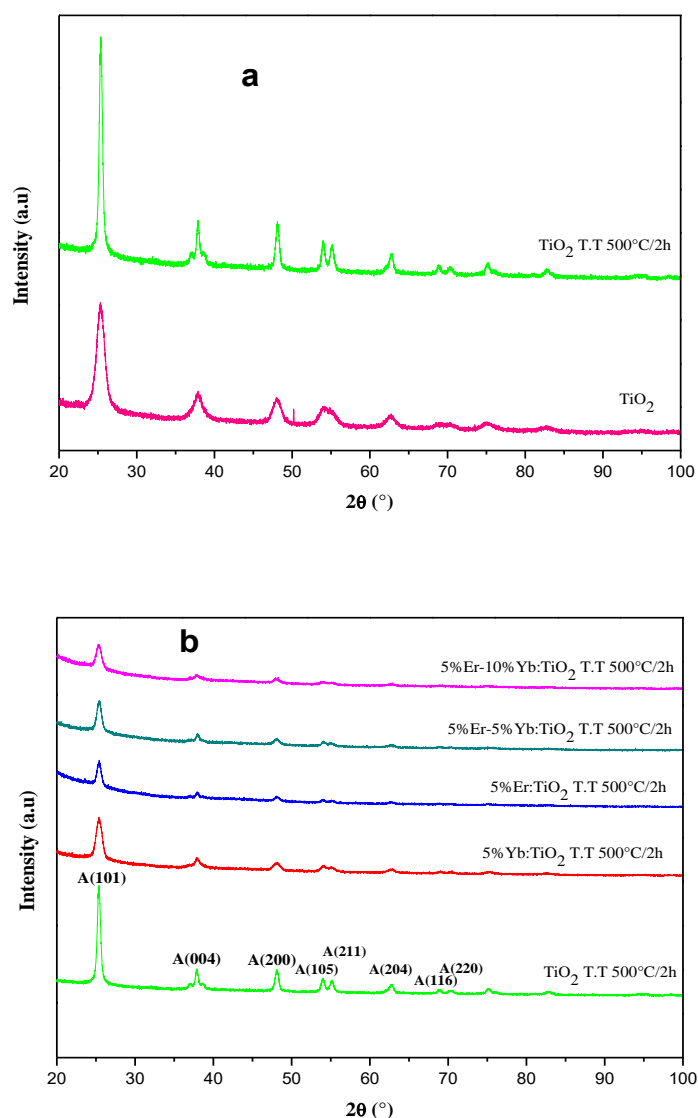 a
Intensity (a.u)
TiO2 T.T 500°C/2h
TiO2
20 30 40 50 60 70 80 90 100
2θ (°)
b
Intensity (a.u)
5%Er-10%Yb:TiO2 T.T 500°C/2h
5%Er-5%Yb:TiO2 T.T 500°C/2h
5%Er:TiO2 T.T 500°C/2h
5%Yb:TiO2 T.T 500°C/2h
A(101)
A(004) A(200) A(105) A(211) A(204) A(116) A(220)
TiO2 T.T 500°C/2h
20 30 40 50 60 70 80 90 100
2θ (°)